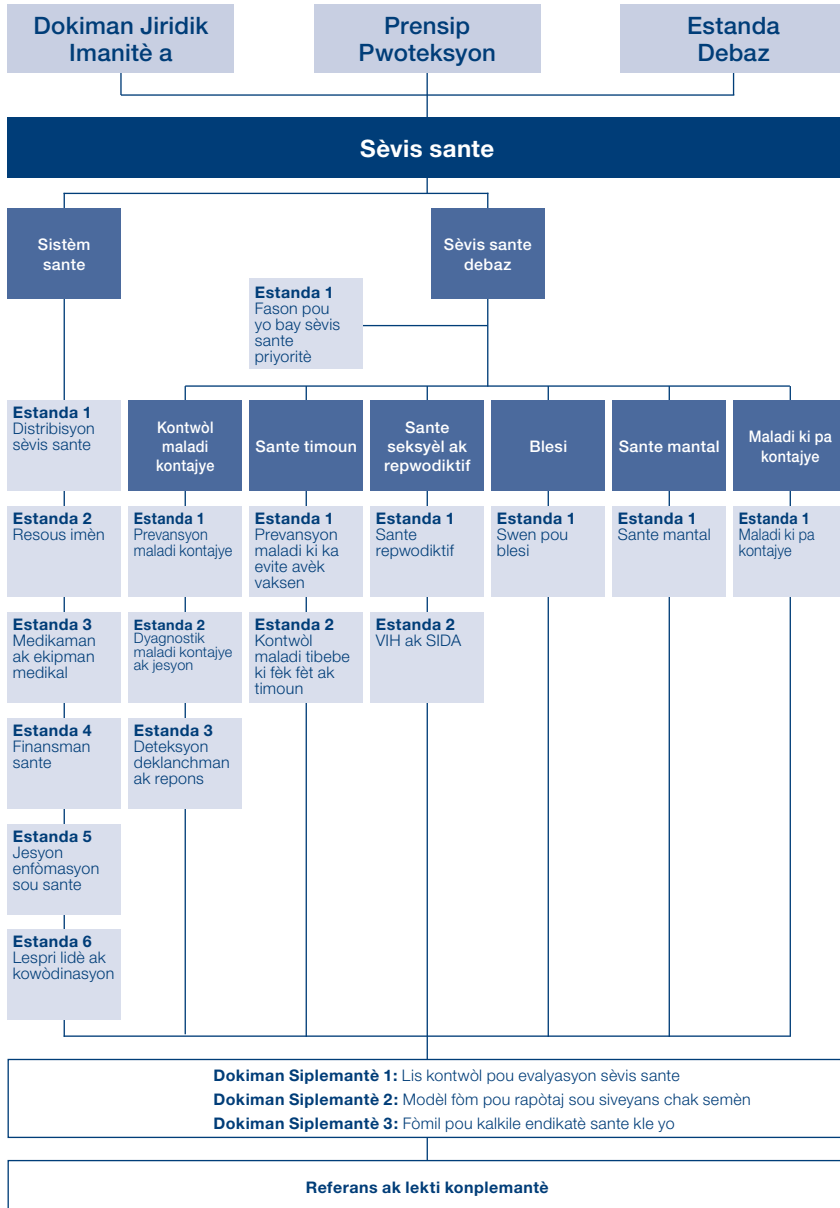 Dokiman Jiridik
Imanitè a
Prensip
Pwoteksyon
Estanda
Debaz
Sèvis sante
Sistèm
sante
Sèvis sante
debaz
Estanda 1
Fason pou
yo bay sèvis
sante
priyoritè
Estanda 1
Distribisyon
sèvis sante
Estanda 2
Resous imèn
Estanda 3
Medikaman
ak ekipman
medikal
Estanda 4
Finansman
sante
Estanda 5
Jesyon
enfòmasyon
sou sante
Estanda 6
Lespri lidè ak
kowòdinasyon
Kontwòl
maladi
kontajye
Estanda 1
Prevansyon
maladi kontajye
Estanda 2
Dyagnostik
maladi kontajye
ak jesyon
Estanda 3
Deteksyon
deklanchman
ak repons
Sante timoun
Estanda 1
Prevansyon
maladi ki ka
evite avèk
vaksen
Estanda 2
Kontwòl
maladi tibebe
ki fèk fèt ak
timoun
Sante
seksyèl ak
repwodiktif
Estanda 1
Sante
repwodiktif
Estanda 2
VIH ak SIDA
Blesi
Estanda 1
Swen pou
blesi
Sante mantal
Estanda 1
Sante mantal
Maladi ki pa
kontajye
Estanda 1
Maladi ki pa
kontajye
Dokiman Siplemantè 1: Lis kontwòl pou evalyasyon sèvis sante
Dokiman Siplemantè 2: Modèl fòm pou rapòtaj sou siveyans chak semèn
Dokiman Siplemantè 3: Fòmil pou kalkile endikatè sante kle yo
Referans ak lekti konplemantè